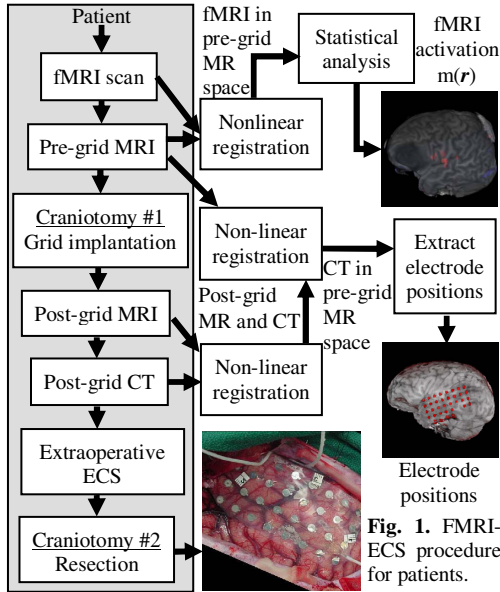 Patient
fMRI scan
Pre-grid MRI
Craniotomy #1
Grid implantation
Post-grid MRI
Post-grid CT
Extraoperative
ECS
Craniotomy #2
Resection
fMRI in
pre-grid
MR
space
Nonlinear
registration
Statistical
analysis
fMRI
activation
m(r)
Non-linear
registration
Post-grid
MR and CT
Non-linear
registration
CT in
pre-grid
MR
space
Extract
electrode
positions
Electrode
positions
Fig. 1. FMRI-
ECS procedure
for patients.